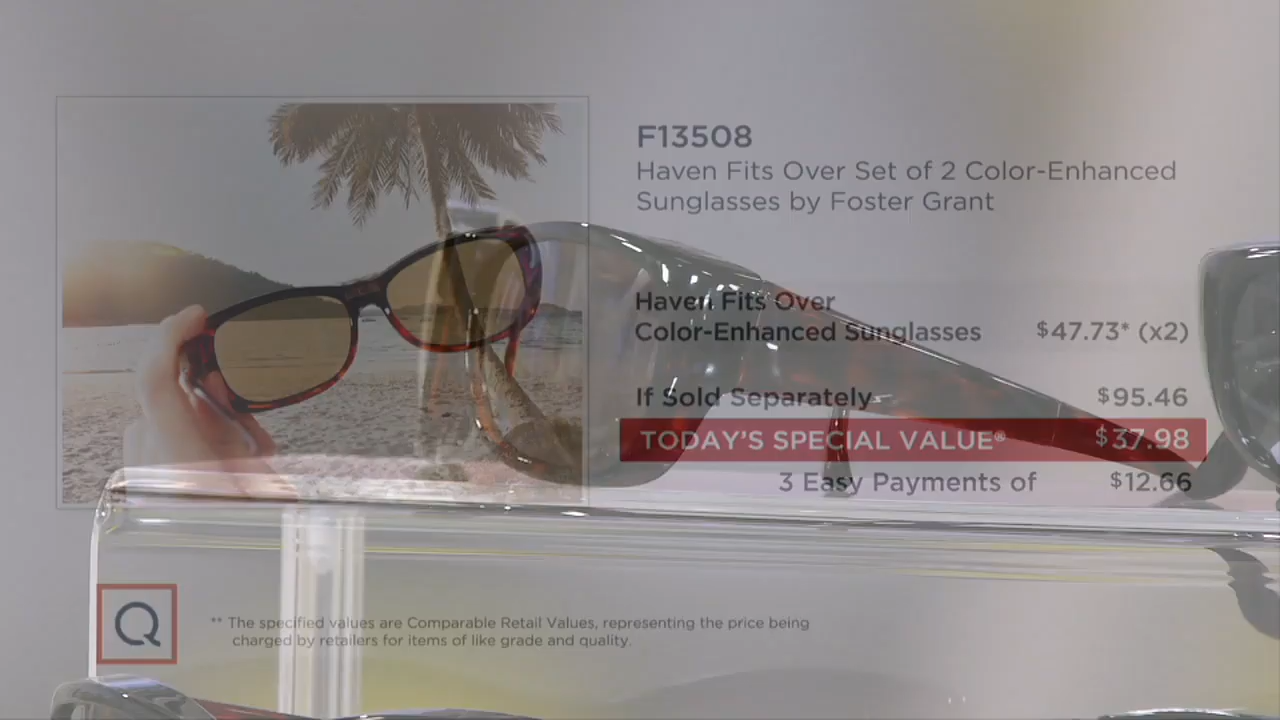 F13508
Haven Fits Over Set of 2 Color-Enhanced
Sunglasses by Foster Grant
Haven Fits Over
Color-Enhanced Sunglasses $47.73* (x2)
If Sold Separately $95.46
TODAY'S SPECIAL VALUE® $37.98
3 Easy Payments of $12.66
Q
** The specified values are Comparable Retail Values, representing the price being
charged by retailers for items of like grade and quality.